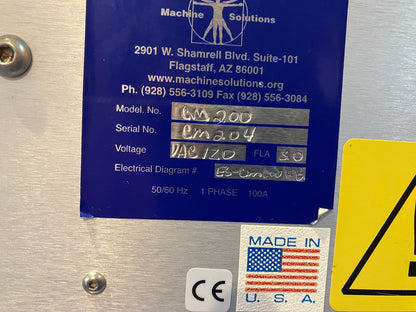 Machine Solutions
2901 W. Shamrell Blvd. Suite-101
Flagstaff, AZ 86001
www.machinesolutions.org
Ph. (928) 556-3109 Fax (928) 556-3084
Model. No. CM200
Serial No. CM204
Voltage VAC120 FLA 30
Electrical Diagram #
50/60 Hz 1 PHASE 100A
MADE IN
U. S. A.
CE